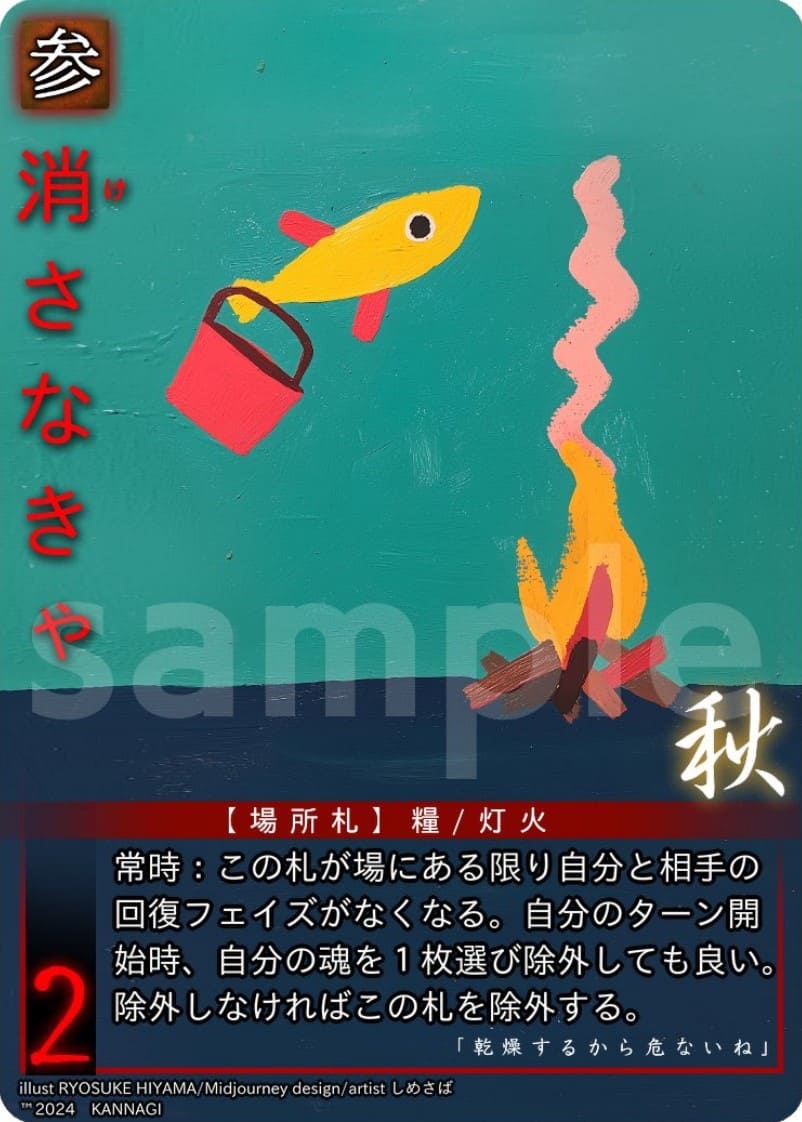 参
消さなきゃ
け
sample
秋
【場所札】糧/灯火
常時：この札が場にある限り自分と相手の
回復フェイズがなくなる。自分のターン開
始時、自分の魂を１枚選び除外しても良い。
除外しなければこの札を除外する。
2
「乾燥するから危ないね」
illust RYOSUKE HIYAMA/Midjourney design/artist しめさば
™2024 KANNAGI